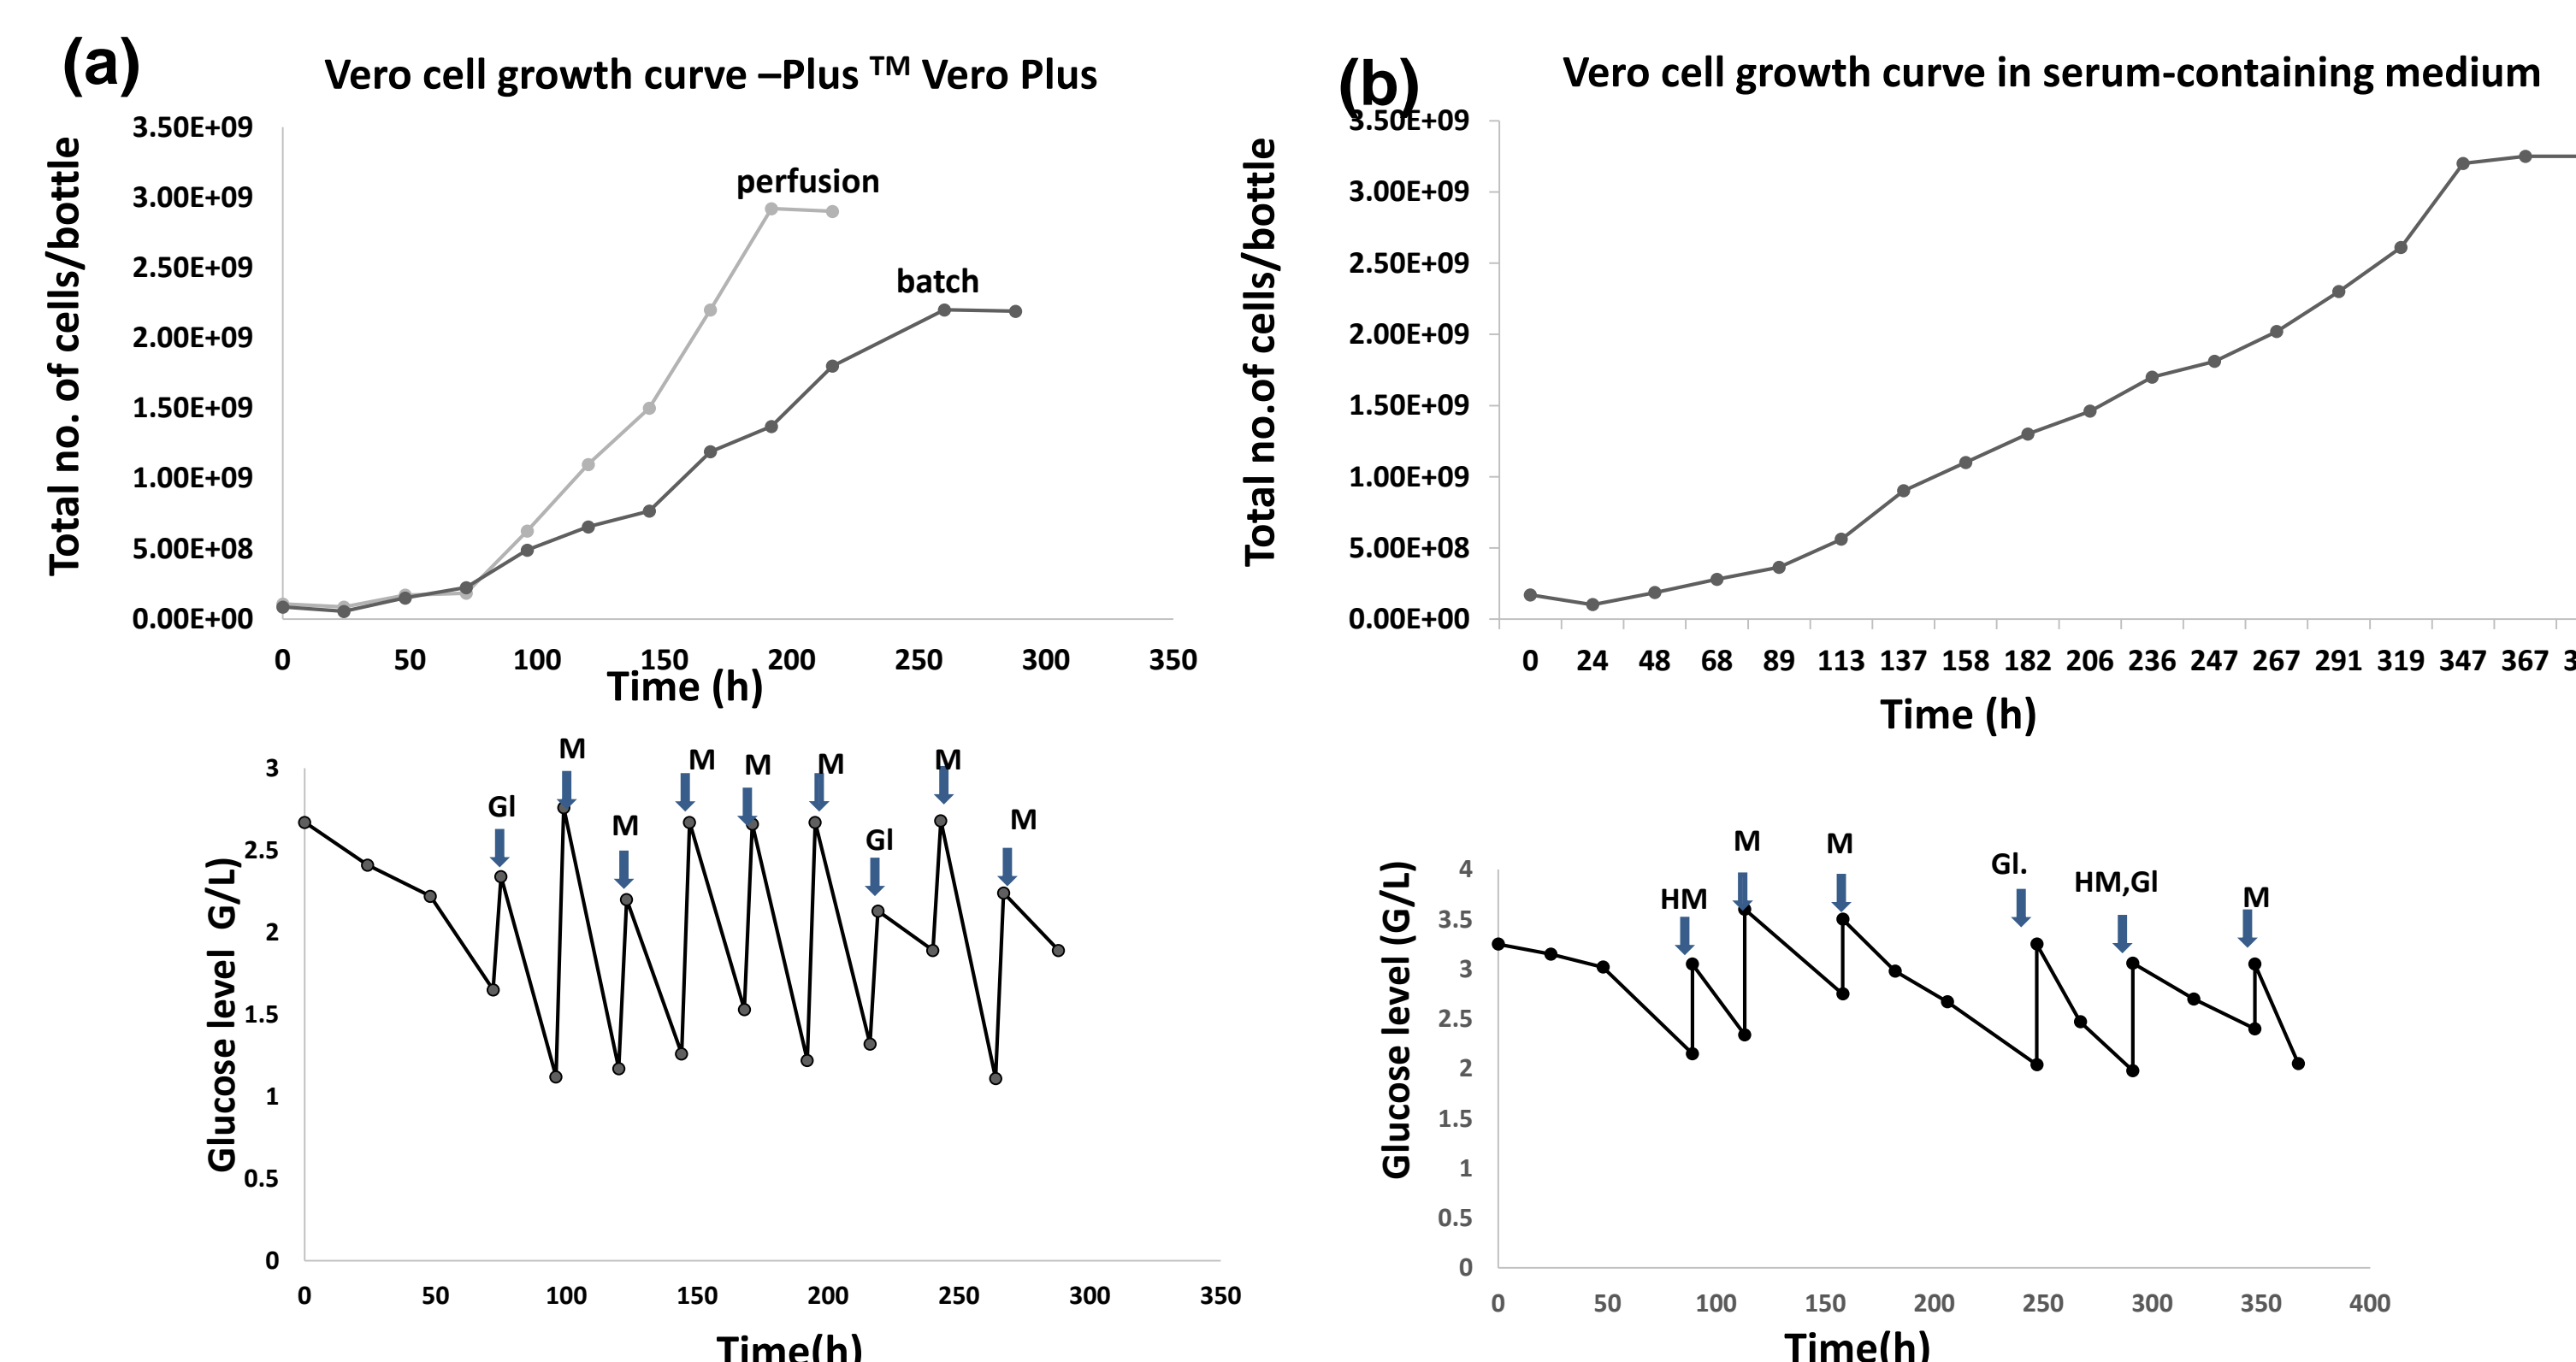 (a)
Vero cell growth curve –Plus ™ Vero Plus
Total no. of cells/bottle
3.50E+09
3.00E+09
2.50E+09
2.00E+09
1.50E+09
1.00E+09
5.00E+08
0.00E+00
perfusion
batch
0 50 100 150 200 250 300 350
Time (h)
(b)
Vero cell growth curve in serum-containing medium
Total no.of cells/bottle
3.50E+09
3.00E+09
2.50E+09
2.00E+09
1.50E+09
1.00E+09
5.00E+08
0.00E+00
0 24 48 68 89 113 137 158 182 206 236 247 267 291 319 347 367
Time (h)
Glucose level G/L)
3
2.5
2
1.5
1
0.5
0
Gl
M
M
M
M
M
Gl
M
M
0 50 100 150 200 250 300 350
Time(h)
Glucose level (G/L)
4
3.5
3
2.5
2
1.5
1
0.5
0
HM
M
M
Gl.
HM,Gl
M
0 50 100 150 200 250 300 350 400
Time(h)